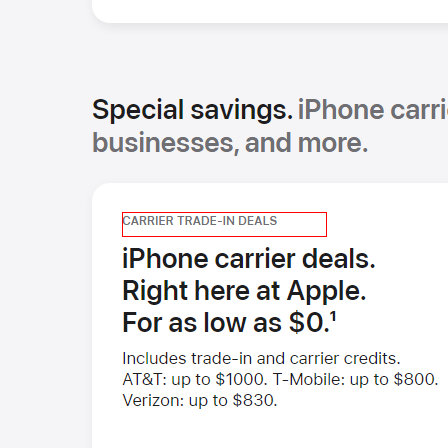 Special savings. iPhone
businesses, and more.
CARRIER TRADE-IN DEALS
iPhone carrier deals.
Right here at Apple.
For as low as $0.¹
Includes trade-in and carrier credits.
AT&T: up to $1000. T-Mobile: up to $800.
Verizon: up to $830.